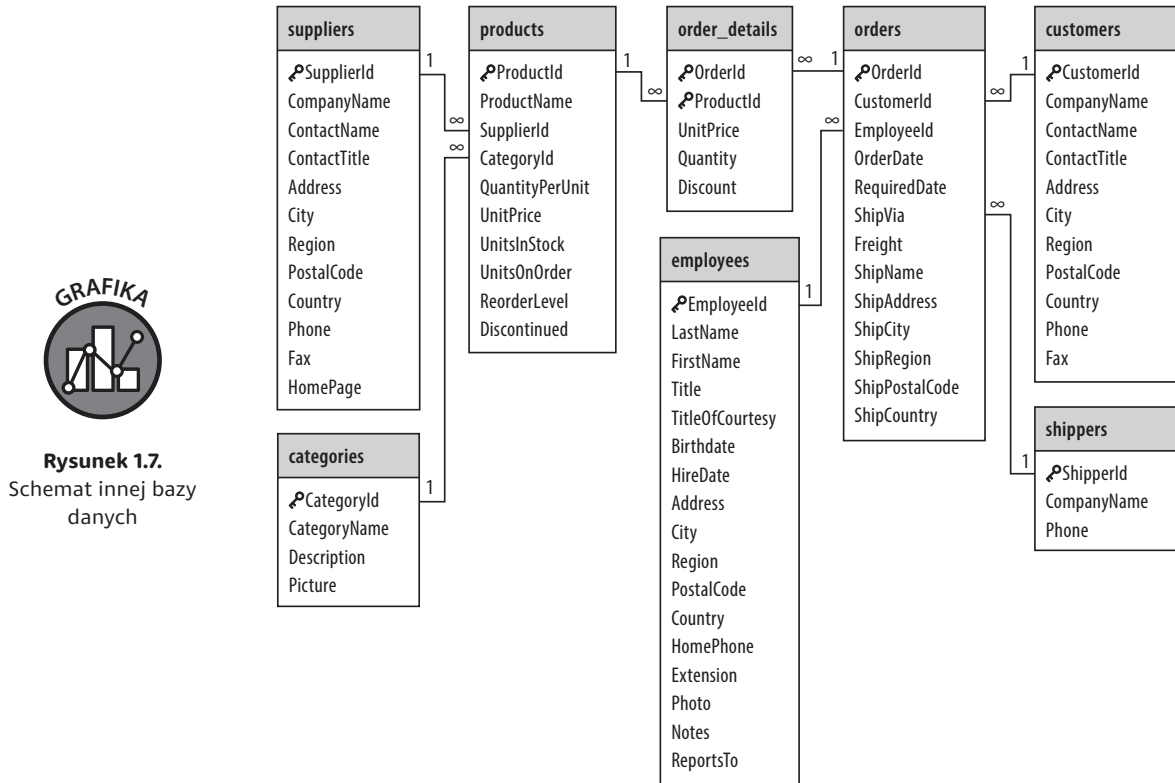 GRAFIKA
Rysunek 1.7.
Schemat innej bazy
danych
suppliers
SupplierId
CompanyName
ContactName
ContactTitle
Address
City
Region
PostalCode
Country
Phone
Fax
HomePage
1
∞
∞
categories
CategoryId
CategoryName
Description
Picture
1
products
ProductId
ProductName
SupplierId
CategoryId
QuantityPerUnit
UnitPrice
UnitsInStock
UnitsOnOrder
ReorderLevel
Discontinued
1
∞
order_details
OrderId
ProductId
UnitPrice
Quantity
Discount
∞ 1
employees
EmployeeId
LastName
FirstName
Title
TitleOfCourtesy
Birthdate
HireDate
Address
City
Region
PostalCode
Country
HomePhone
Extension
Photo
Notes
ReportsTo
1
∞
orders
OrderId
CustomerId
EmployeeId
OrderDate
RequiredDate
ShipVia
Freight
ShipName
ShipAddress
ShipCity
ShipRegion
ShipPostalCode
ShipCountry
1
∞
∞
1
customers
CustomerId
CompanyName
ContactName
ContactTitle
Address
City
Region
PostalCode
Country
Phone
Fax
shippers
ShipperId
CompanyName
Phone